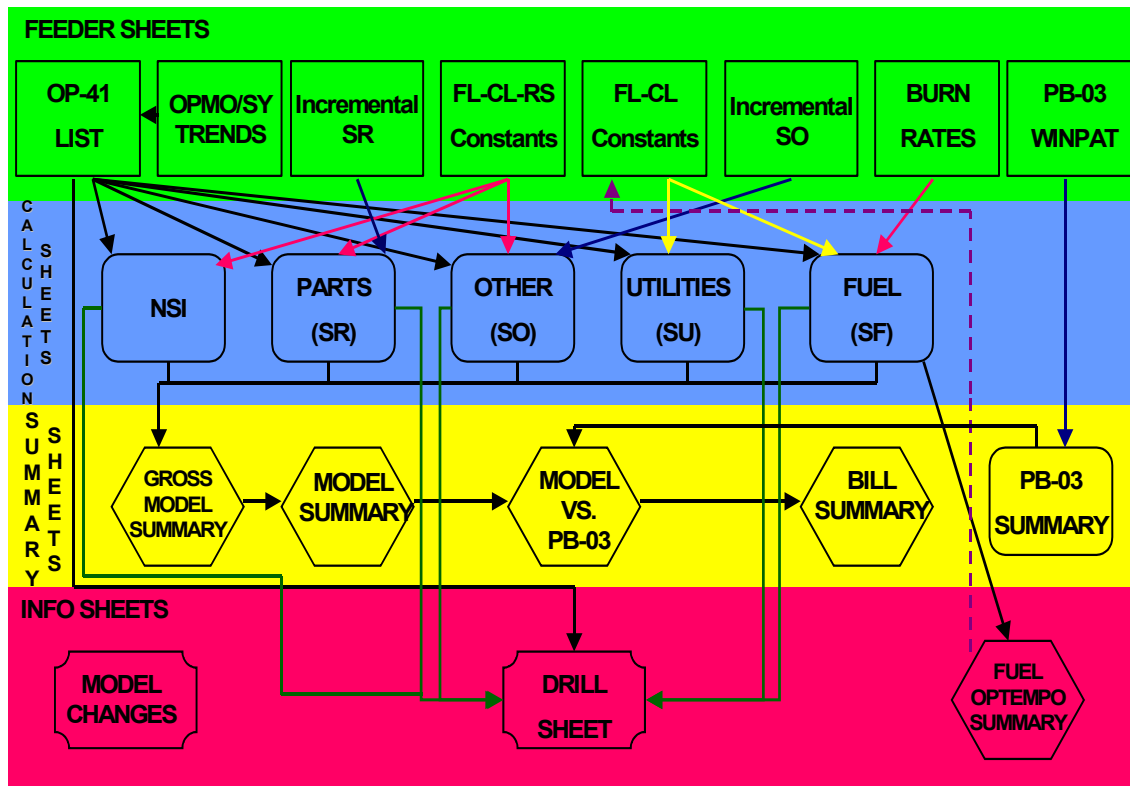 FEEDER SHEETS
OP-41
LIST
OPMO/SY
TRENDS
Incremental
SR
FL-CL-RS
Constants
FL-CL
Constants
Incremental
SO
BURN
RATES
PB-03
WINPAT
CALCULATION
SHEETS
NSI
PARTS
(SR)
OTHER
(SO)
UTILITIES
(SU)
FUEL
(SF)
SUMMARY
SHEETS
GROSS
MODEL
SUMMARY
MODEL
SUMMARY
MODEL
VS.
PB-03
BILL
SUMMARY
PB-03
SUMMARY
INFO SHEETS
MODEL
CHANGES
DRILL
SHEET
FUEL
OPTEMPO
SUMMARY